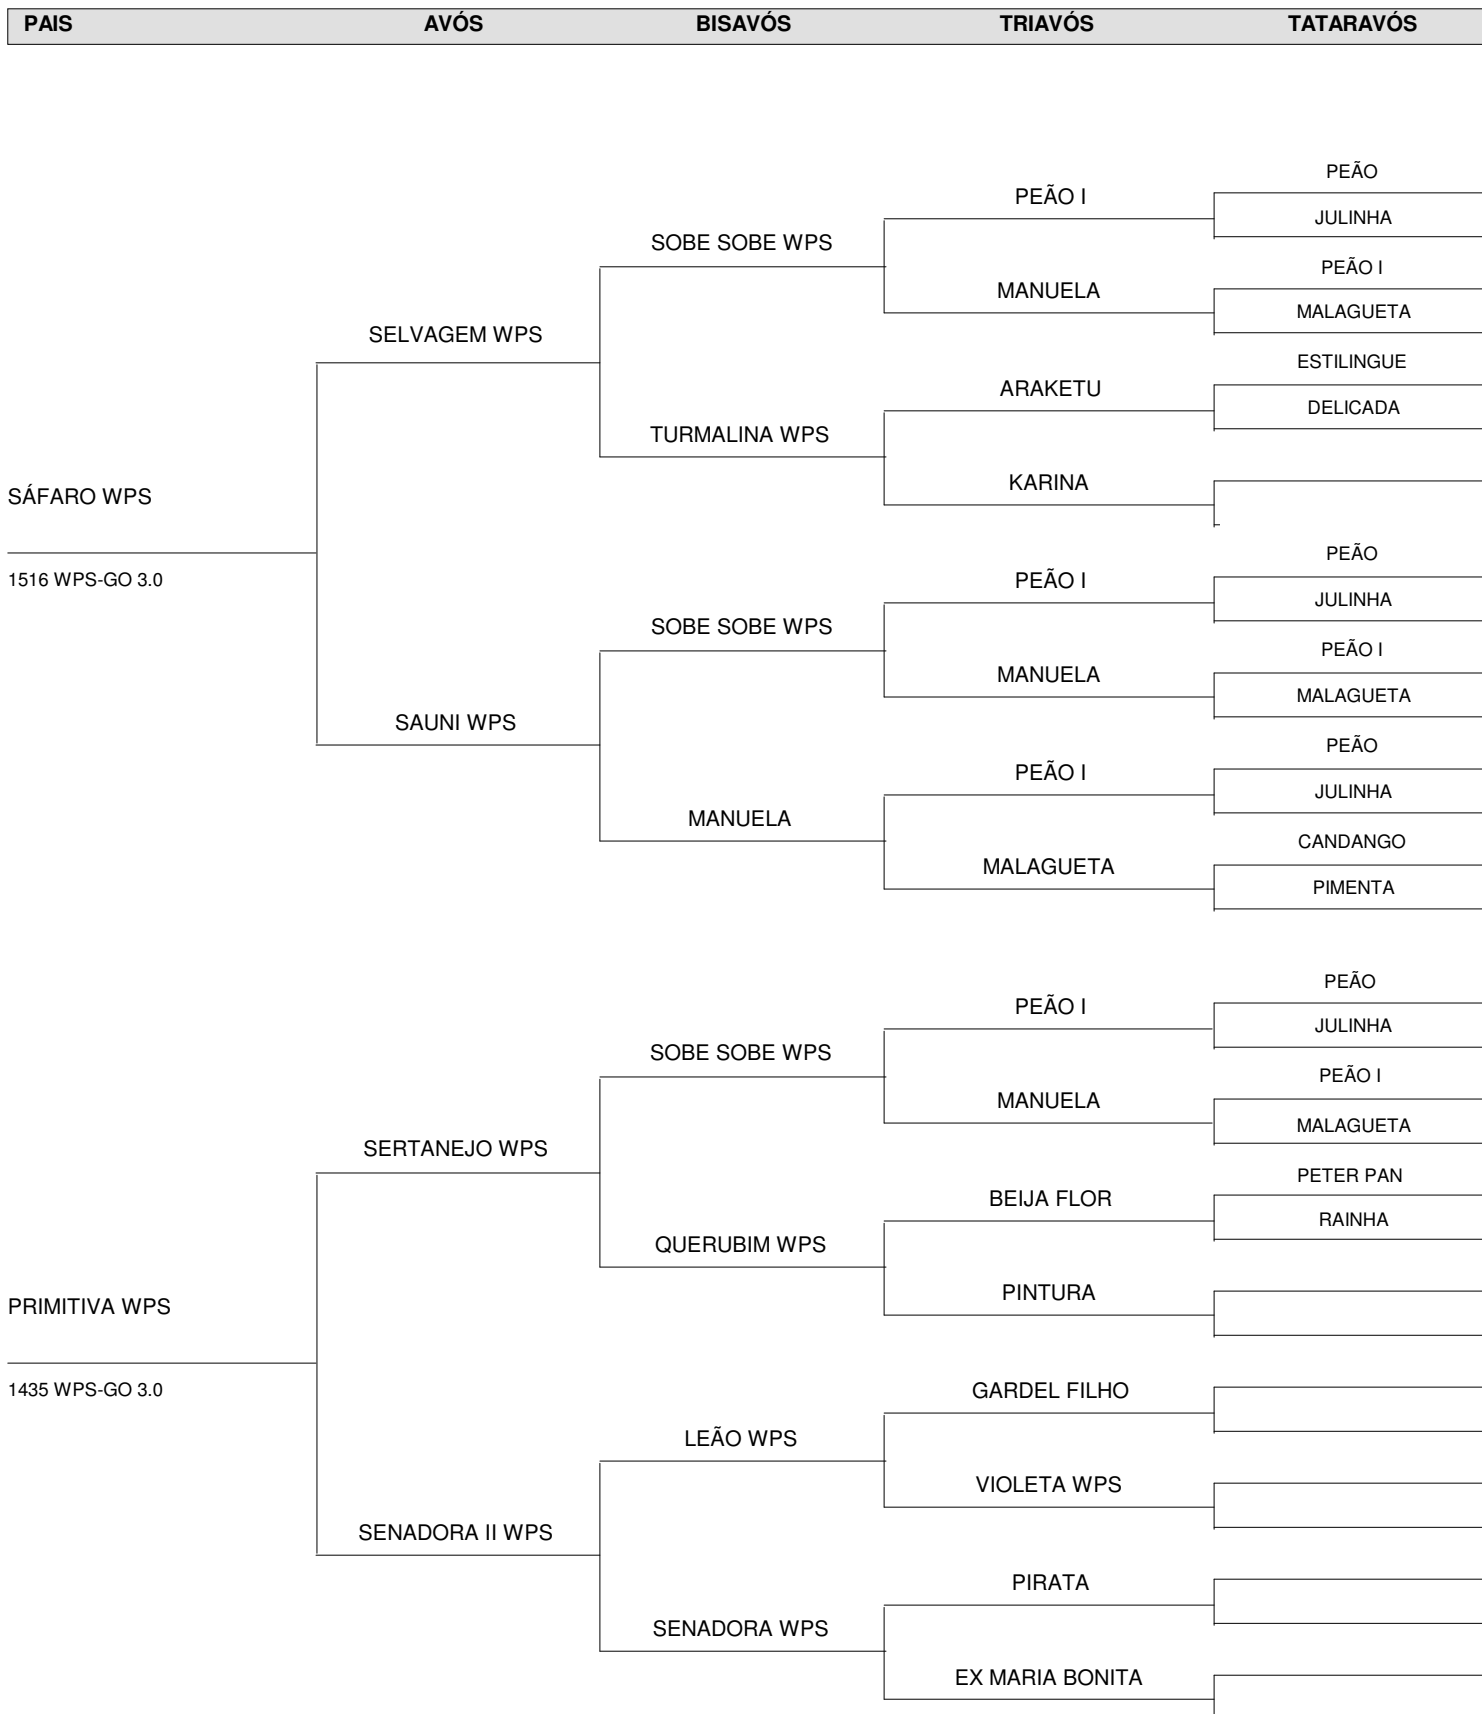 PAIS AVÓS BISAVÓS TRIAVÓS TATARAVÓS
PEÃO
PEÃO I
JULINHA
SOBE SOBE WPS
PEÃO I
MANUELA
MALAGUETA
SELVAGEM WPS
ESTILINGUE
ARAKETU
DELICADA
TURMALINA WPS
KARINA
SÁFARO WPS
PEÃO
1516 WPS-GO 3.0
PEÃO I
JULINHA
SOBE SOBE WPS
PEÃO I
MANUELA
MALAGUETA
SAUNI WPS
PEÃO
PEÃO I
JULINHA
MANUELA
CANDANGO
MALAGUETA
PIMENTA
PEÃO
PEÃO I
JULINHA
SOBE SOBE WPS
PEÃO I
MANUELA
MALAGUETA
SERTANEJO WPS
PETER PAN
BEIJA FLOR
RAINHA
QUERUBIM WPS
PINTURA
PRIMITIVA WPS
1435 WPS-GO 3.0
GARDEL FILHO
LEÃO WPS
VIOLETA WPS
SENADORA II WPS
PIRATA
SENADORA WPS
EX MARIA BONITA